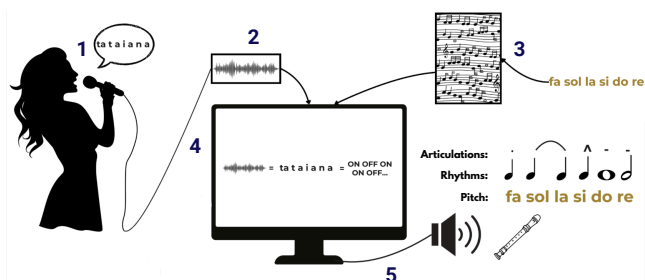 1
tataiana
2
3
fa sol la si do re
4
= tataiana = ON OFF ON
ON OFF...
Articulations:
Rhythms:
Pitch: fa sol la si do re
5